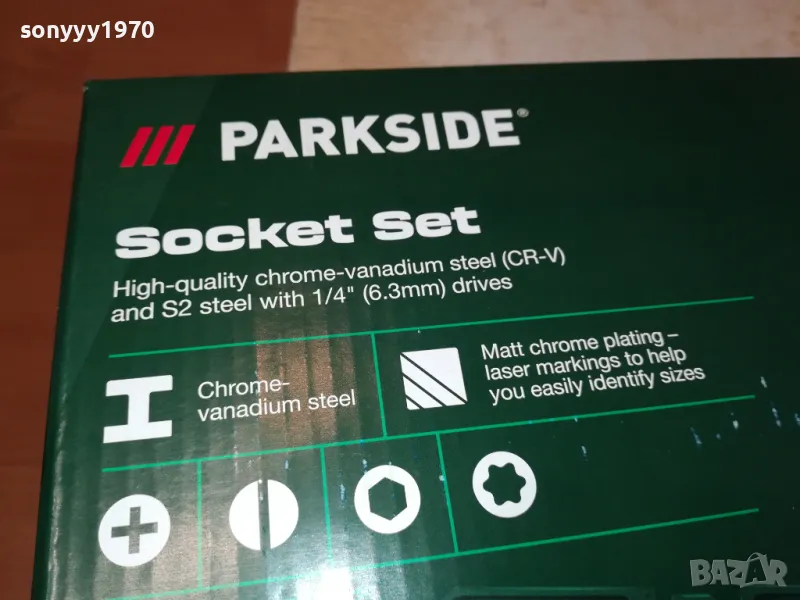 sonyyy1970
PARKSIDE®
Socket Set
High-quality chrome-vanadium steel (CR-V)
and S2 steel with 1/4" (6.3mm) drives
Chrome-
vanadium steel
Matt chrome plating –
laser markings to help
you easily identify sizes
BAZAR